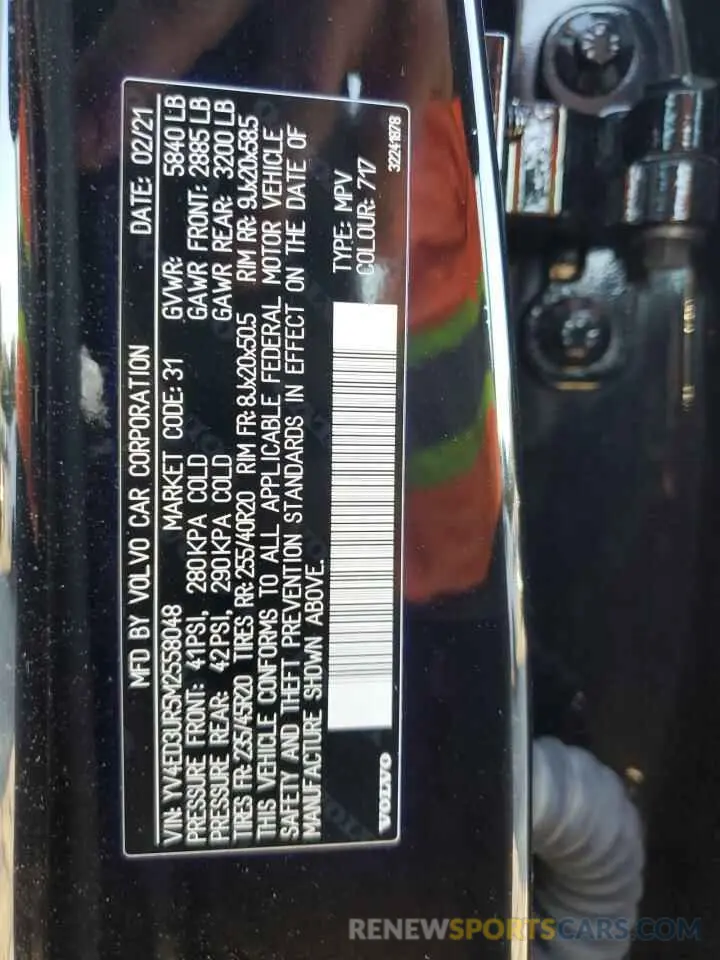 MFD BY VOLVO CAR CORPORATION DATE: 02/21
VIN: YV4ED3UR5M2558048 MARKET CODE: 31 GVWR: 5840 LB
PRESSURE FRONT: 41PSI, 280KPA COLD GAWR FRONT: 2885 LB
PRESSURE REAR: 42PSI, 290KPA COLD GAWR REAR: 3200 LB
TIRES FR: 235/45R20 TIRES RR: 255/40R20 RIM FR: 8Jx20x50.5 RIM RR: 9Jx20x58.5
THIS VEHICLE CONFORMS TO ALL APPLICABLE FEDERAL MOTOR VEHICLE
SAFETY AND THEFT PREVENTION STANDARDS IN EFFECT ON THE DATE OF
MANUFACTURE SHOWN ABOVE.
TYPE: MPV
COLOUR: 717
VOLVO
32241878
RENEWSPORTSCARS.COM